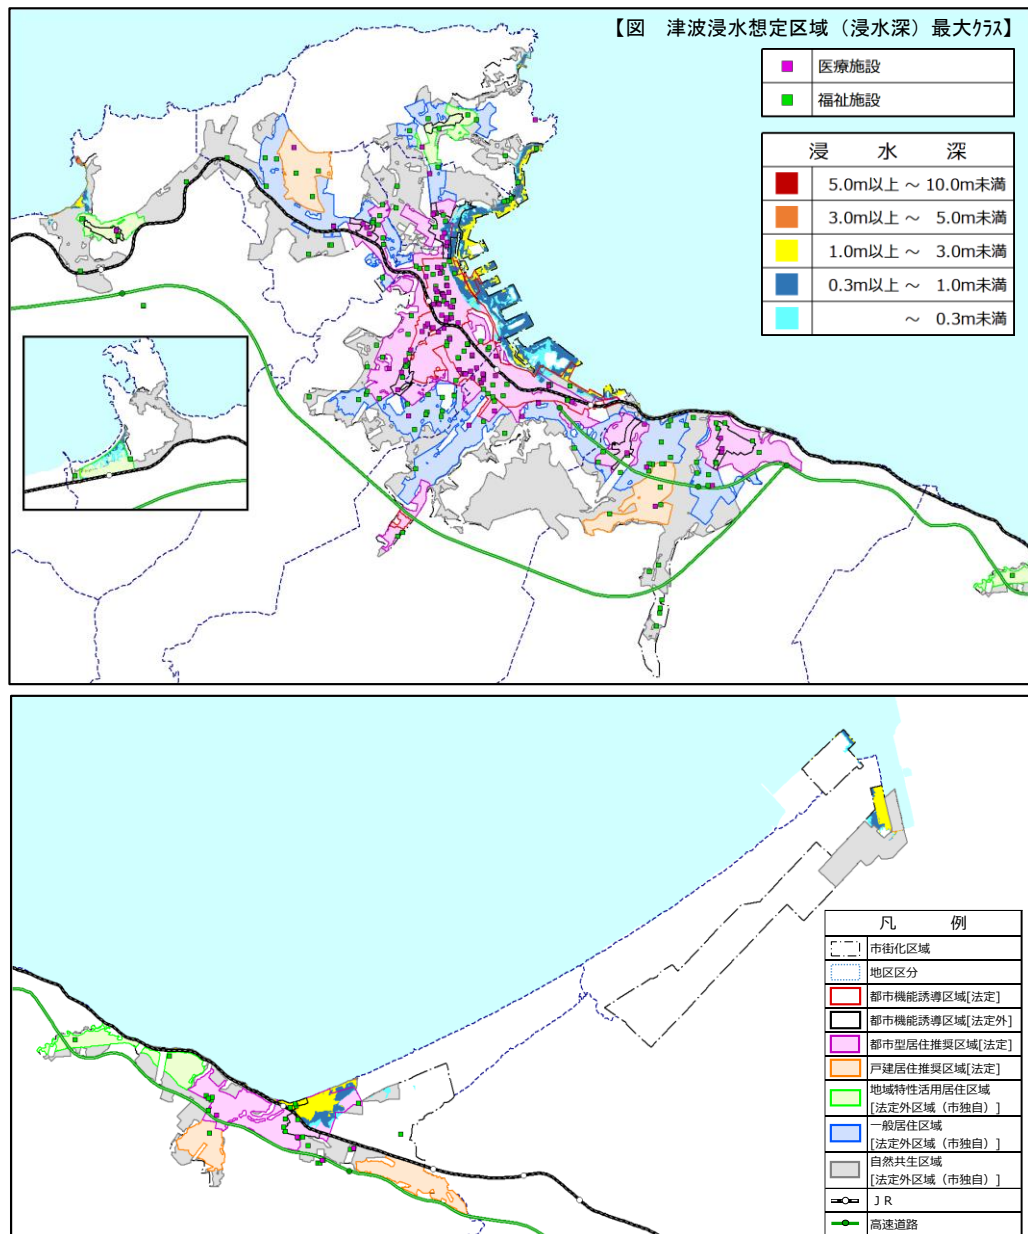 【図 津波浸水想定区域（浸水深）最大クラス】
医療施設
福祉施設
浸 水 深
5.0m以上 ～ 10.0m未満
3.0m以上 ～ 5.0m未満
1.0m以上 ～ 3.0m未満
0.3m以上 ～ 1.0m未満
～ 0.3m未満
凡 例
市街化区域
地区区分
都市機能誘導区域[法定]
都市機能誘導区域[法定外]
都市型居住推奨区域[法定]
戸建居住推奨区域[法定]
地域特性活用居住区域
[法定外区域（市独自）]
一般居住区域
[法定外区域（市独自）]
自然共生区域
[法定外区域（市独自）]
ＪＲ
高速道路